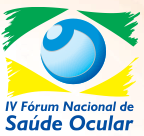 IV Fórum Nacional de
Saúde Ocular